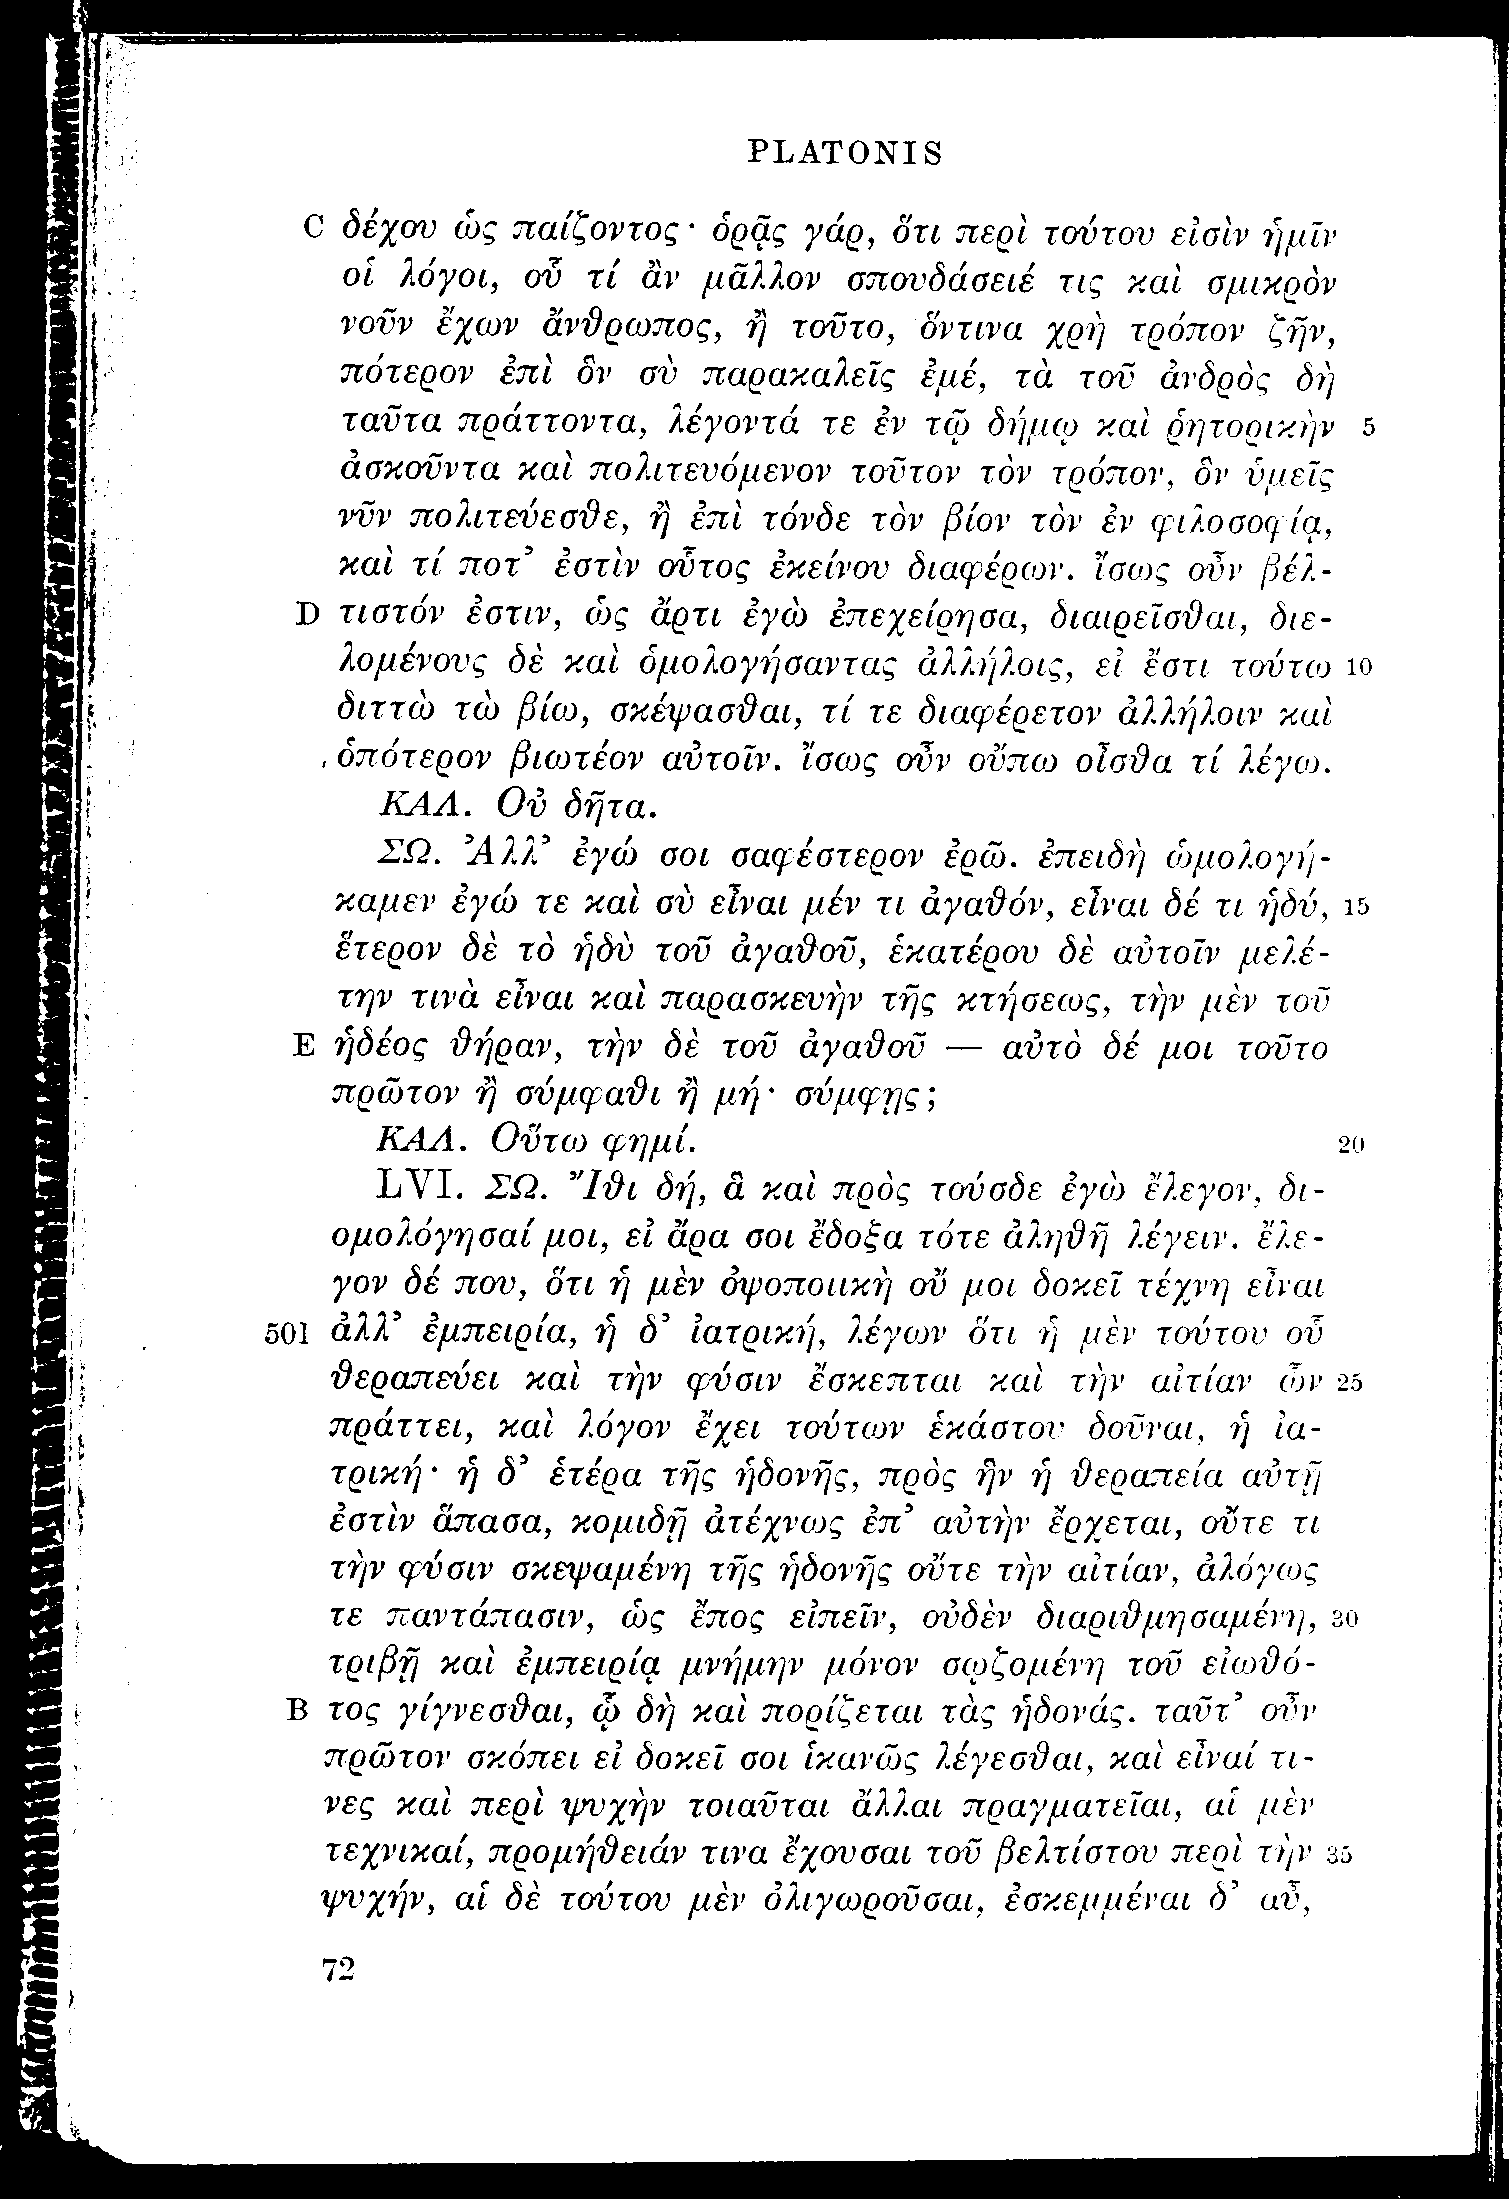 PLATONIS
C δέχου ὡς παίζοντος· ὁρᾷς γάρ, ὅτι περὶ τούτου εἰσὶν ἡμῖν
οἱ λόγοι, οὗ τί ἂν μᾶλλον σπουδάσειέ τις καὶ σμικρὸν
νοῦν ἔχων ἄνθρωπος, ἢ τοῦτο, ὅντινα χρὴ τρόπον ζῆν,
πότερον ἐπὶ ὃν σὺ παρακαλεῖς ἐμέ, τὰ τοῦ ἀνδρὸς δὴ
ταῦτα πράττοντα, λέγοντά τε ἐν τῷ δήμῳ καὶ ῥητορικὴν 5
ἀσκοῦντα καὶ πολιτευόμενον τοῦτον τὸν τρόπον, ὃν ὑμεῖς
νῦν πολιτεύεσθε, ἢ ἐπὶ τόνδε τὸν βίον τὸν ἐν φιλοσοφίᾳ,
καὶ τί ποτ’ ἐστὶν οὗτος ἐκείνου διαφέρων. ἴσως οὖν βέλ-
D τιστόν ἐστιν, ὡς ἄρτι ἐγὼ ἐπεχείρησα, διαιρεῖσθαι, διε-
λομένους δὲ καὶ ὁμολογήσαντας ἀλλήλοις, εἰ ἔστι τούτω 10
διττὼ τὼ βίω, σκέψασθαι, τί τε διαφέρετον ἀλλήλοιν καὶ
ὁπότερον βιωτέον αὐτοῖν. ἴσως οὖν οὔπω οἶσθα τί λέγω.
ΚΑΛ. Οὐ δῆτα.
ΣΩ. Ἀλλ’ ἐγώ σοι σαφέστερον ἐρῶ. ἐπειδὴ ὡμολογή-
καμεν ἐγώ τε καὶ σὺ εἶναι μέν τι ἀγαθόν, εἶναι δέ τι ἡδύ, 15
ἕτερον δὲ τὸ ἡδὺ τοῦ ἀγαθοῦ, ἑκατέρου δὲ αὐτοῖν μελέ-
την τινὰ εἶναι καὶ παρασκευὴν τῆς κτήσεως, τὴν μὲν τοῦ
E ἡδέος θήραν, τὴν δὲ τοῦ ἀγαθοῦ — αὐτὸ δέ μοι τοῦτο
πρῶτον ἢ σύμφαθι ἢ μή· σύμφῃς;
ΚΑΛ. Οὕτω φημί. 20
LVI. ΣΩ. Ἴθι δή, ἃ καὶ πρὸς τούσδε ἐγὼ ἔλεγον, δι-
ομολόγησαί μοι, εἰ ἄρα σοι ἔδοξα τότε ἀληθῆ λέγειν. ἔλε-
γον δέ που, ὅτι ἡ μὲν ὀψοποιικὴ οὔ μοι δοκεῖ τέχνη εἶναι
501 ἀλλ’ ἐμπειρία, ἡ δ’ ἰατρική, λέγων ὅτι ἡ μὲν τούτου οὗ
θεραπεύει καὶ τὴν φύσιν ἔσκεπται καὶ τὴν αἰτίαν ὧν 25
πράττει, καὶ λόγον ἔχει τούτων ἑκάστου δοῦναι, ἡ ἰα-
τρική· ἡ δ’ ἑτέρα τῆς ἡδονῆς, πρὸς ἣν ἡ θεραπεία αὐτῇ
ἐστὶν ἅπασα, κομιδῇ ἀτέχνως ἐπ’ αὐτὴν ἔρχεται, οὔτε τι
τὴν φύσιν σκεψαμένη τῆς ἡδονῆς οὔτε τὴν αἰτίαν, ἀλόγως
τε παντάπασιν, ὡς ἔπος εἰπεῖν, οὐδὲν διαριθμησαμένη, 30
τριβῇ καὶ ἐμπειρίᾳ μνήμην μόνον σῳζομένη τοῦ εἰωθό-
B τος γίγνεσθαι, ᾧ δὴ καὶ πορίζεται τὰς ἡδονάς. ταῦτ’ οὖν
πρῶτον σκόπει εἰ δοκεῖ σοι ἱκανῶς λέγεσθαι, καὶ εἶναί τι-
νες καὶ περὶ ψυχὴν τοιαῦται ἄλλαι πραγματεῖαι, αἱ μὲν
τεχνικαί, προμήθειάν τινα ἔχουσαι τοῦ βελτίστου περὶ τὴν 35
ψυχήν, αἱ δὲ τούτου μὲν ὀλιγωροῦσαι, ἐσκεμμέναι δ’ αὖ,
72